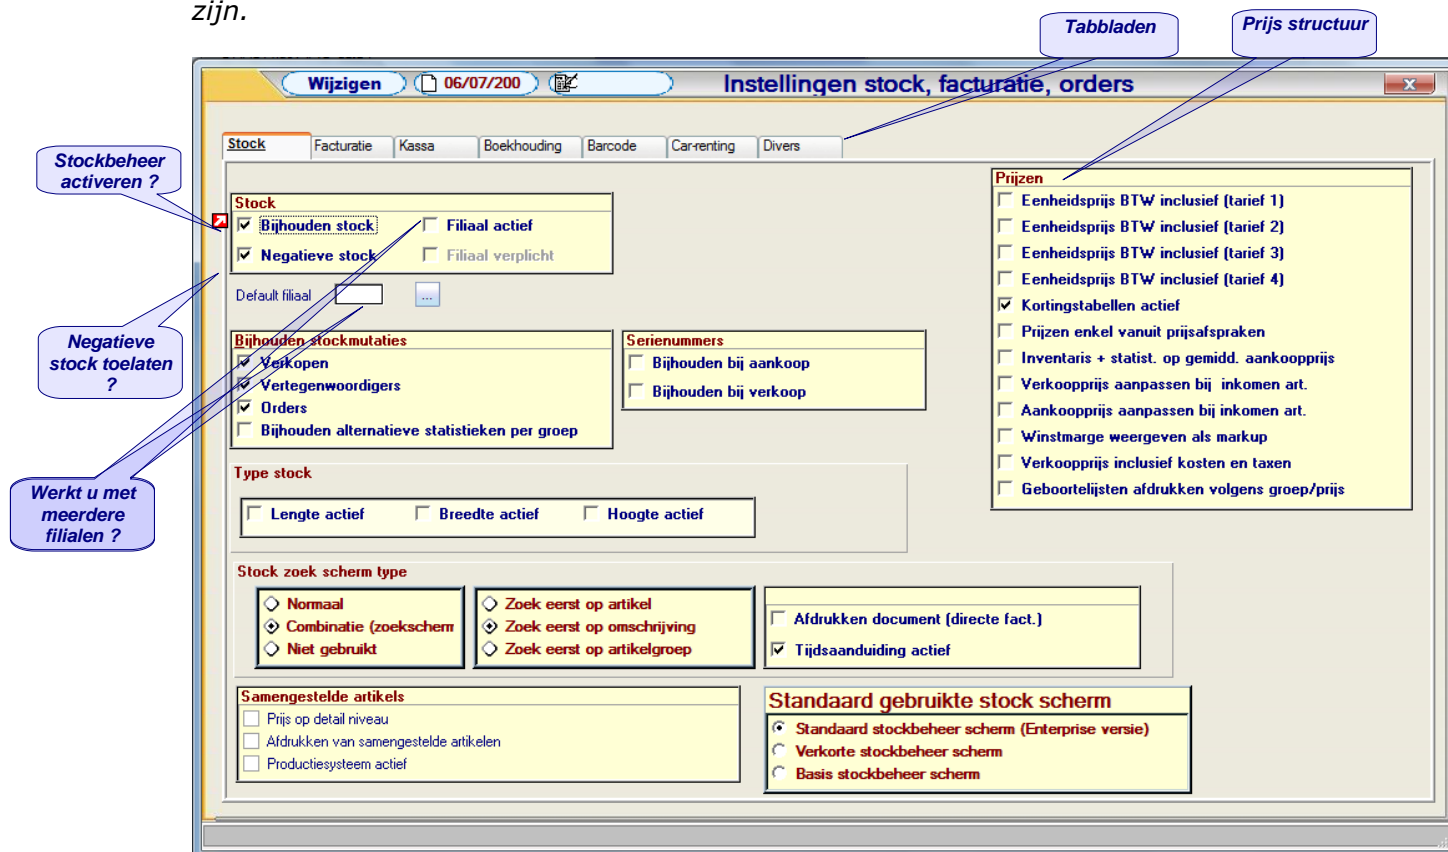 zijn.
Tabbladen
Prijs structuur
Wijzigen
06/07/200
Instellingen stock, facturatie, orders
x
Stock
Facturatie
Kassa
Boekhouding
Barcode
Car-renting
Divers
Stockbeheer
activeren ?
Stock
Bijhouden stock
Filiaal actief
Negatieve stock
Filiaal verplicht
Default filiaal
...
Negatieve
stock toelaten
?
Bijhouden stockmutaties
Verkopen
Vertegenwoordigers
Orders
Bijhouden alternatieve statistieken per groep
Serienummers
Bijhouden bij aankoop
Bijhouden bij verkoop
Prijzen
Eenheidsprijs BTW inclusief (tarief 1)
Eenheidsprijs BTW inclusief (tarief 2)
Eenheidsprijs BTW inclusief (tarief 3)
Eenheidsprijs BTW inclusief (tarief 4)
Kortingstabellen actief
Prijzen enkel vanuit prijsafspraken
Inventaris + statist. op gemidd. aankoopprijs
Verkoopprijs aanpassen bij inkomen art.
Aankoopprijs aanpassen bij inkomen art.
Winstmarge weergeven als markup
Verkoopprijs inclusief kosten en taxen
Geboortelijsten afdrukken volgens groep/prijs
Werkt u met
meerdere
filialen ?
Type stock
Lengte actief
Breedte actief
Hoogte actief
Stock zoek scherm type
Normaal
Combinatie (zoekscherm
Niet gebruikt
Zoek eerst op artikel
Zoek eerst op omschrijving
Zoek eerst op artikelgroep
Afdrukken document (directe fact.)
Tijdsaanduiding actief
Samengestelde artikels
Prijs op detail niveau
Afdrukken van samengestelde artikelen
Productiesysteem actief
Standaard gebruikte stock scherm
Standaard stockbeheer scherm (Enterprise versie)
Verkorte stockbeheer scherm
Basis stockbeheer scherm